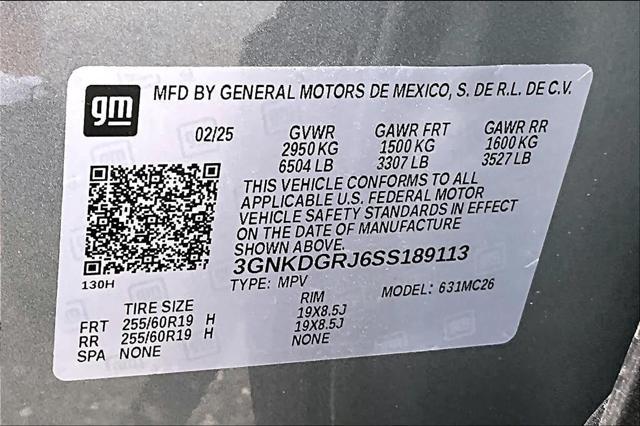 gm MFD BY GENERAL MOTORS DE MEXICO, S. DE R.L. DE C.V.
02/25 GVWR GAWR FRT GAWR RR
2950 KG 1500 KG 1600 KG
6504 LB 3307 LB 3527 LB
THIS VEHICLE CONFORMS TO ALL
APPLICABLE U.S. FEDERAL MOTOR
VEHICLE SAFETY STANDARDS IN EFFECT
ON THE DATE OF MANUFACTURE
SHOWN ABOVE.
3GNKDGRJ6SS189113
130H TYPE: MPV MODEL: 631MC26
TIRE SIZE RIM
FRT 255/60R19 H 19X8.5J
RR 255/60R19 H 19X8.5J
SPA NONE NONE